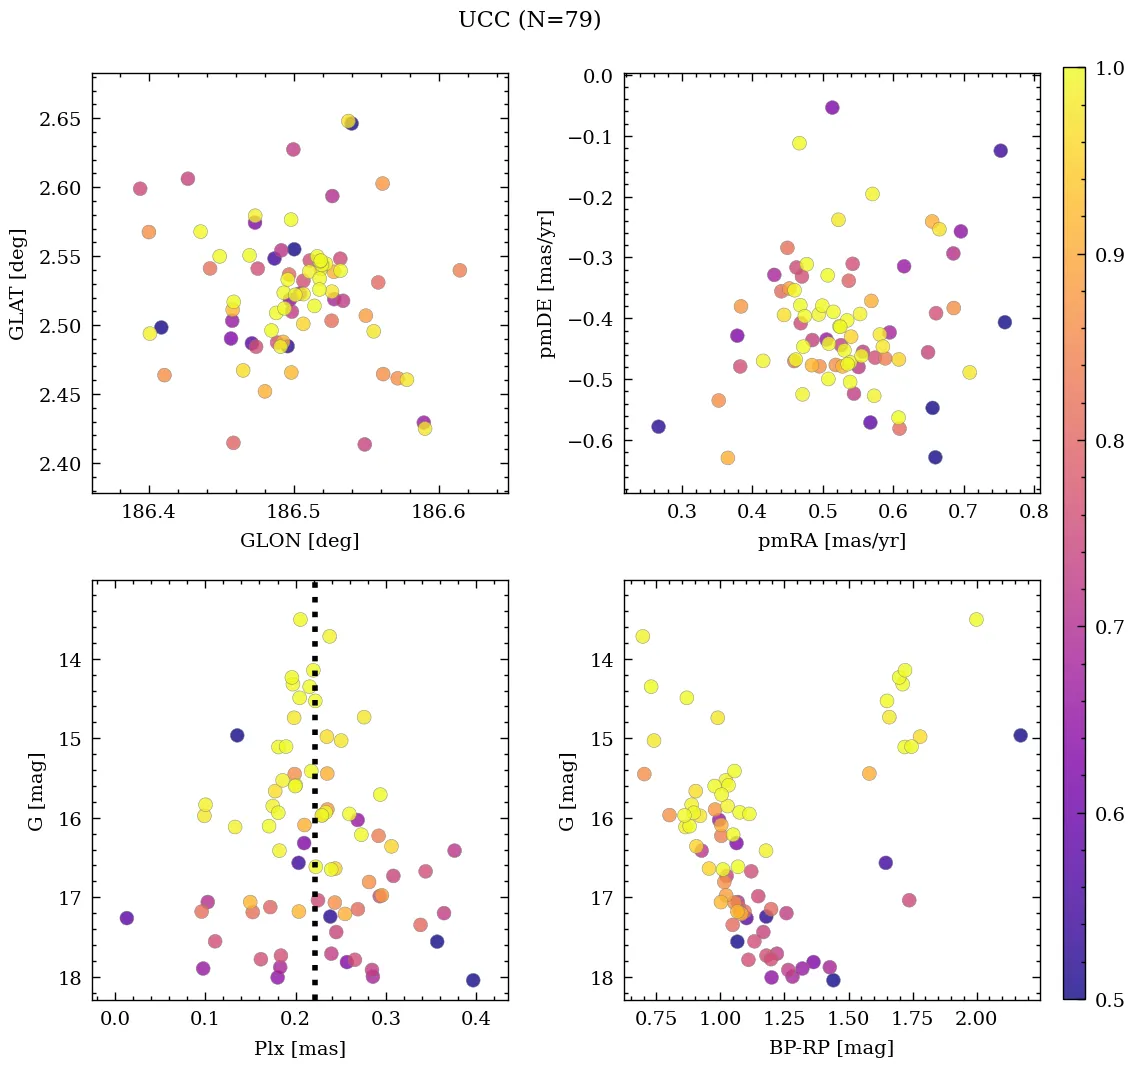 UCC (N=79)
2.65
2.60
2.55
2.50
2.45
2.40
GLAT [deg]
186.4 186.5 186.6
GLON [deg]
0.0
−0.1
−0.2
−0.3
−0.4
−0.5
−0.6
pmDE [mas/yr]
0.3 0.4 0.5 0.6 0.7 0.8
pmRA [mas/yr]
14
15
16
17
18
G [mag]
0.0 0.1 0.2 0.3 0.4
Plx [mas]
14
15
16
17
18
G [mag]
0.75 1.00 1.25 1.50 1.75 2.00
BP-RP [mag]
1.0
0.9
0.8
0.7
0.6
0.5